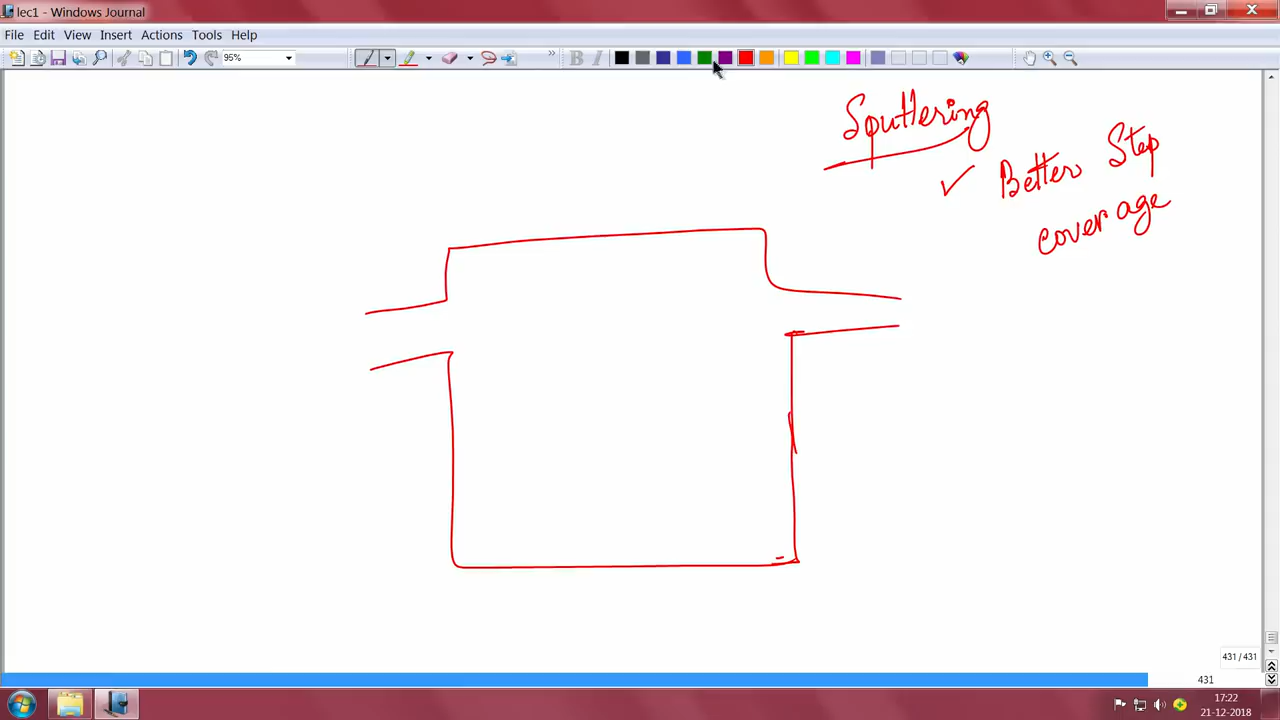 lec1 - Windows Journal
File Edit View Insert Actions Tools Help
95%
B I
Sputtering
✓ Better Step
coverage
431 / 431
431
17:22
21-12-2018